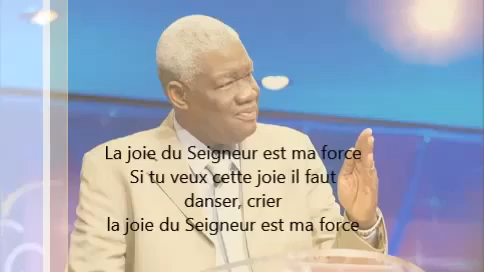 La joie du Seigneur est ma force
Si tu veux cette joie il faut
danser, crier
la joie du Seigneur est ma force